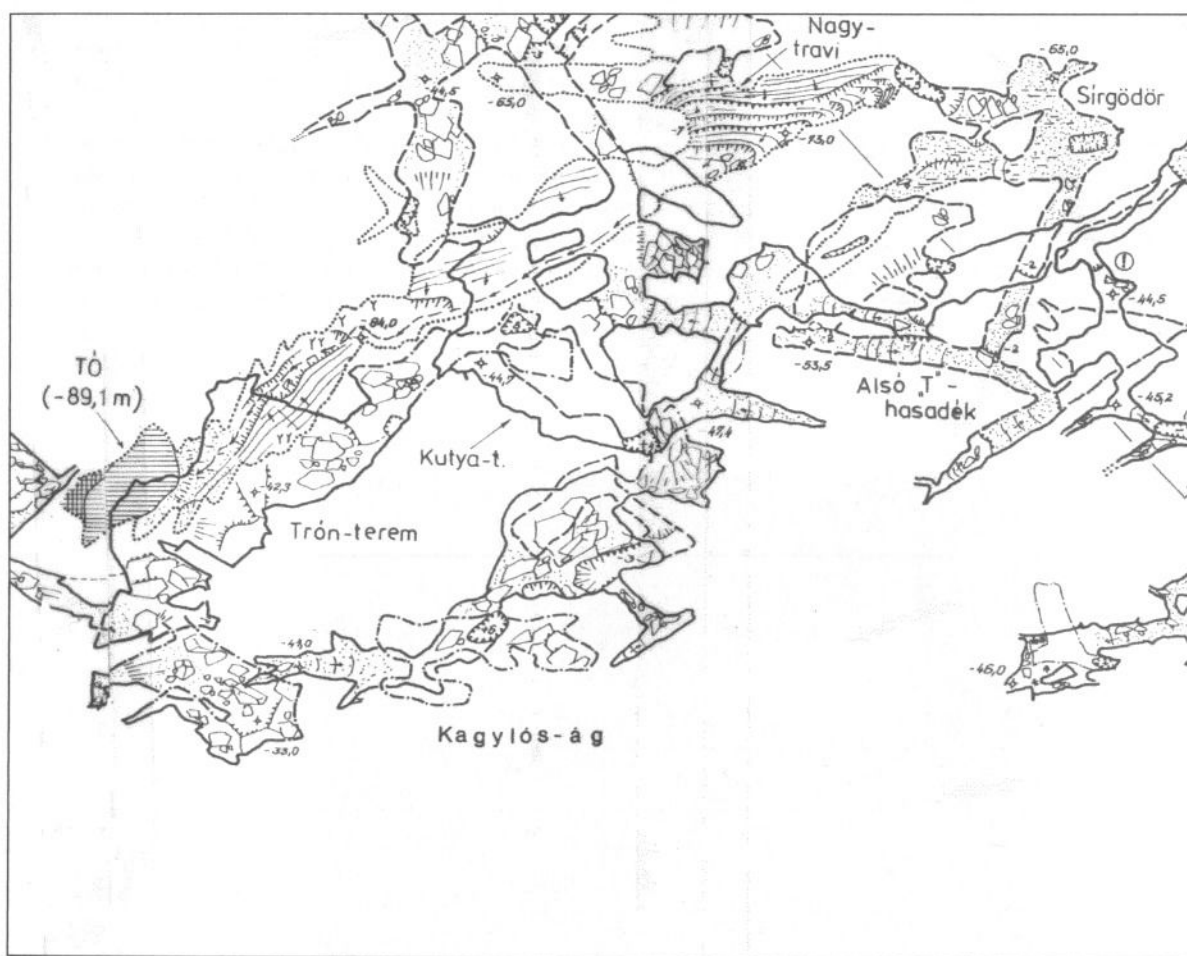 Nagy-
travi
-65,0
-44,5
-65,0
Sírgödör
-73,0
-44,5
-84,0
TÓ
(-89,1 m)
-44,7
-53,5
Alsó "T"-
hasadék
-45,2
-47,4
Kutya-t.
-42,3
Trón-terem
-41,0
-46,0
Kagylós-ág
-33,0